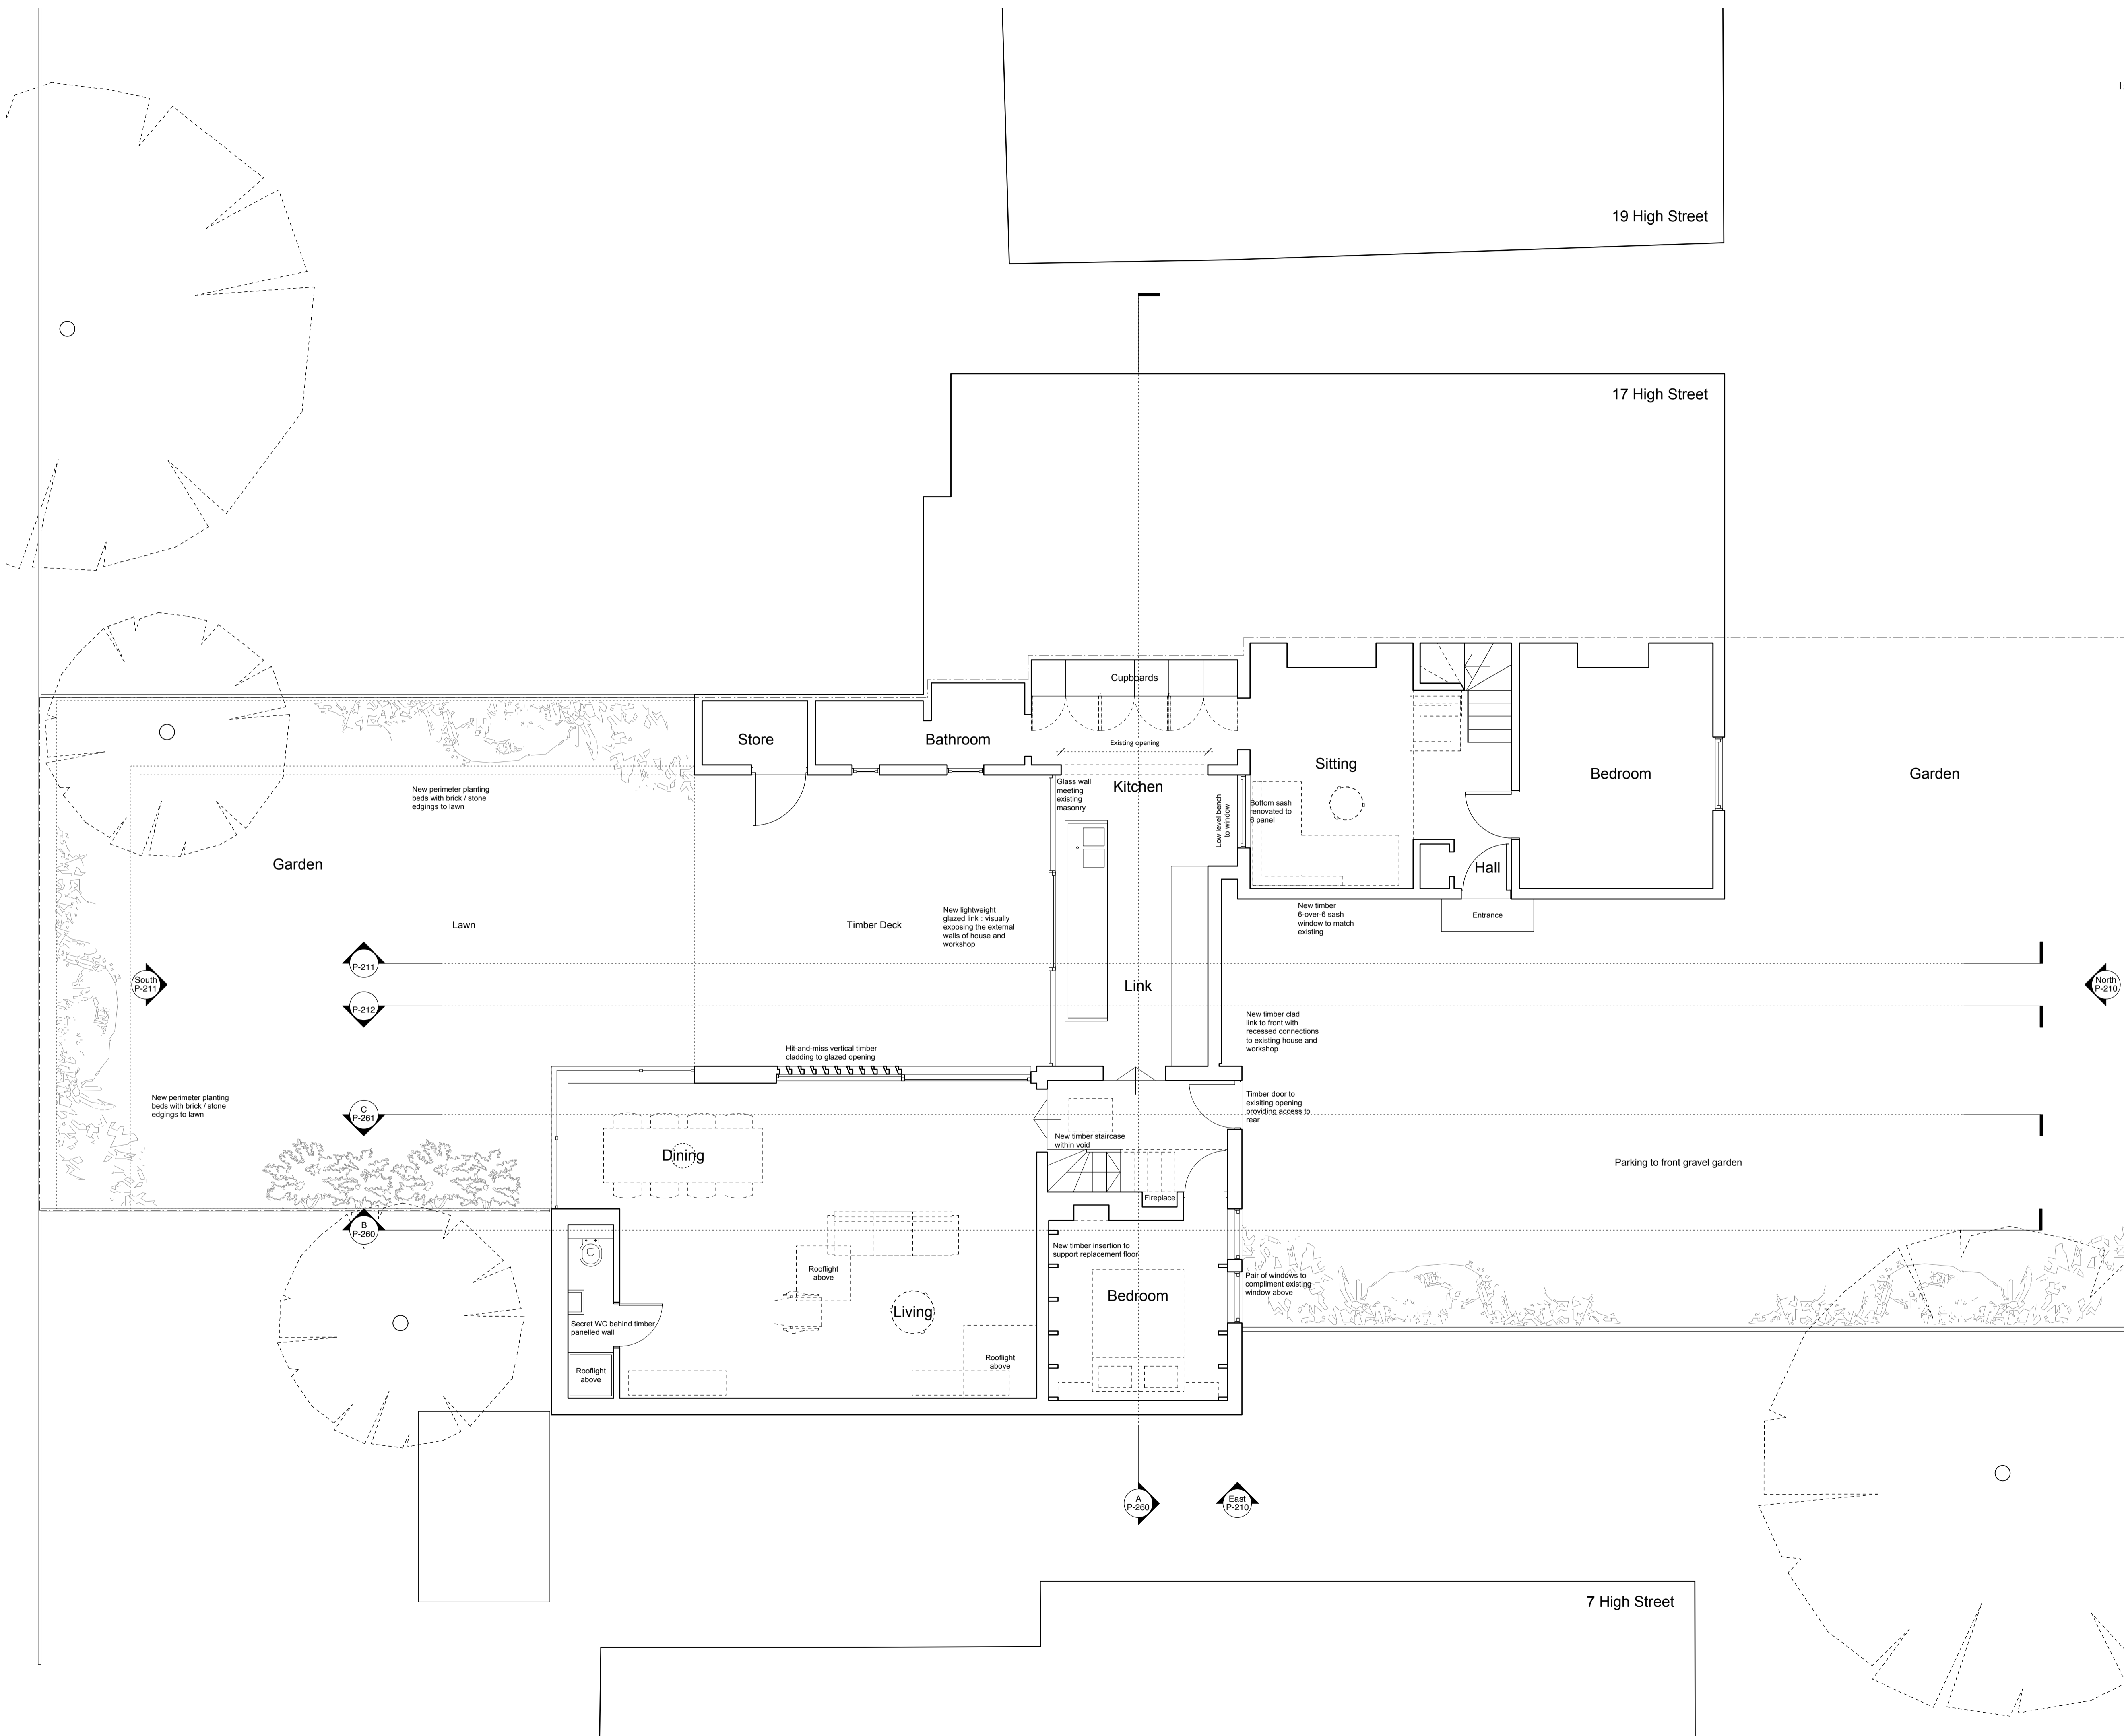 19 High Street
17 High Street
Cupboards
Store
Bathroom
Existing opening
Sitting
Bedroom
Garden
Kitchen
Glass wall
meeting
existing
masonry
Low level bench
to window
Bottom sash
renovated to
6 panel
New perimeter planting
beds with brick / stone
edgings to lawn
Garden
Hall
Entrance
Lawn
Timber Deck
New lightweight
glazed link : visually
exposing the external
walls of house and
workshop
New timber
6-over-6 sash
window to match
existing
P-211
South
P-211
Link
North
P-210
P-212
New timber clad
link to front with
recessed connections
to existing house and
workshop
Hit-and-miss vertical timber
cladding to glazed opening
New perimeter planting
beds with brick / stone
edgings to lawn
C
P-261
Timber door to
exisiting opening
providing access to
rear
New timber staircase
within void
Dining
Parking to front gravel garden
Fireplace
B
P-260
New timber insertion to
support replacement floor
Rooflight
above
Pair of windows to
compliment existing
window above
Bedroom
Living
Secret WC behind timber
panelled wall
Rooflight
above
Rooflight
above
A
P-260
East
P-210
7 High Street